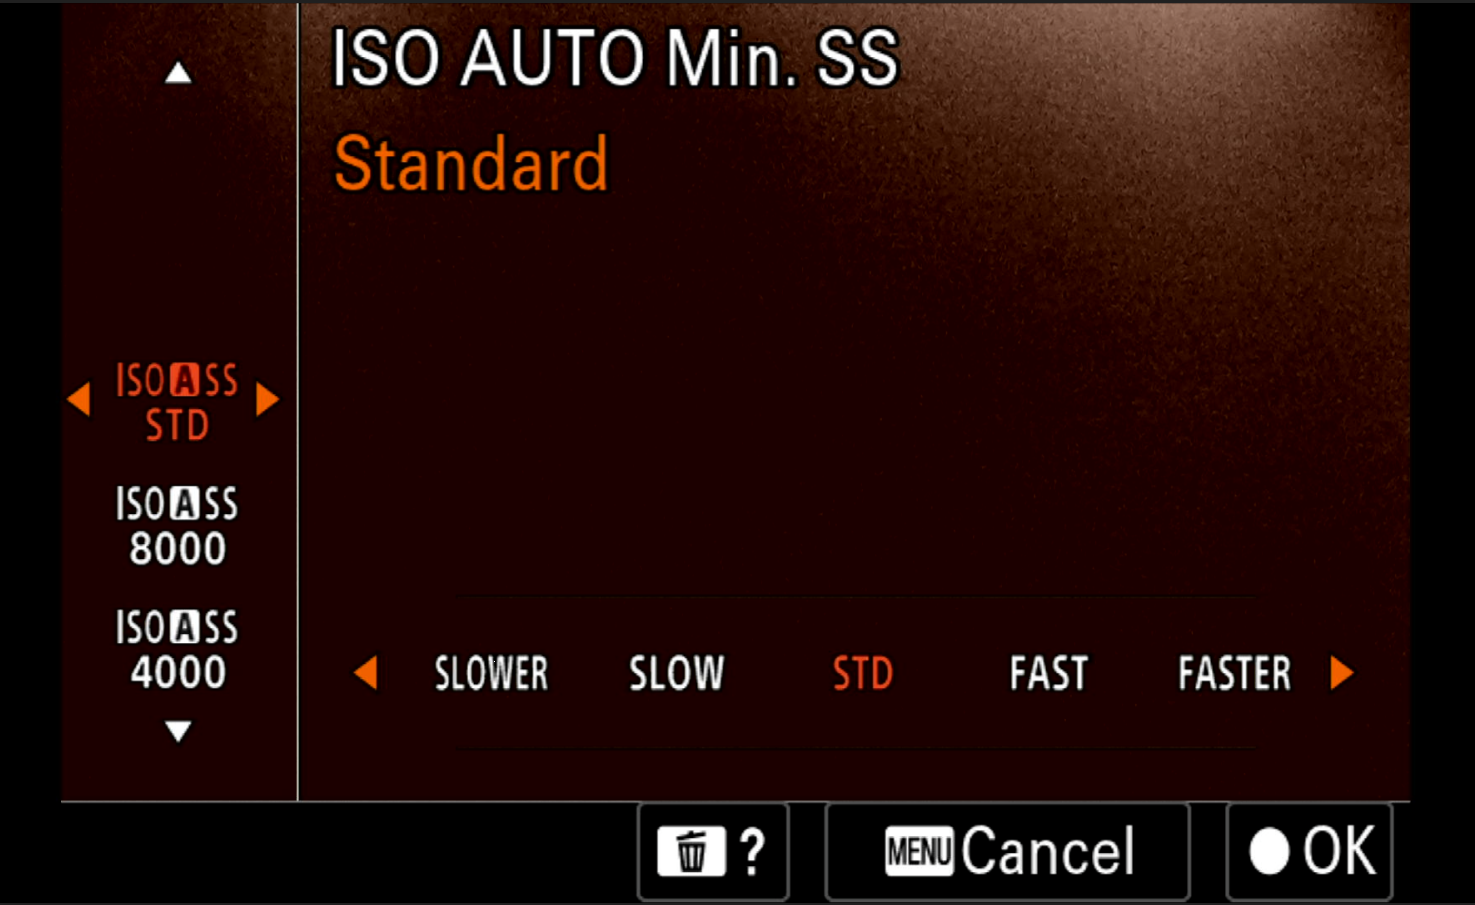 ISO AUTO Min. SS
Standard
ISO A SS
STD
ISO A SS
8000
ISO A SS
4000
SLOWER SLOW STD FAST FASTER
? MENU Cancel OK